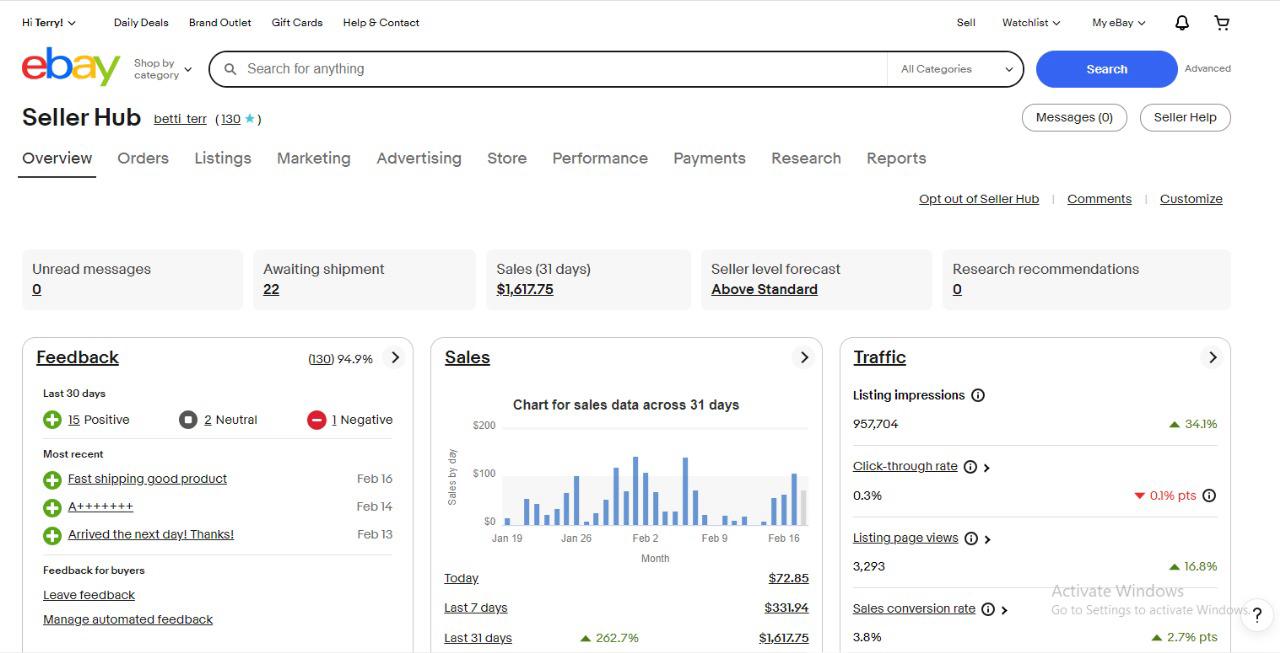 Hi Terry! Daily Deals Brand Outlet Gift Cards Help & Contact Sell Watchlist My eBay
ebay Shop by category Search for anything All Categories Search Advanced
Seller Hub betti_terr (130 ★) Messages (0) Seller Help
Overview Orders Listings Marketing Advertising Store Performance Payments Research Reports
Opt out of Seller Hub | Comments | Customize
Unread messages
0
Awaiting shipment
22
Sales (31 days)
$1,617.75
Seller level forecast
Above Standard
Research recommendations
0
Feedback (130) 94.9%
Last 30 days
15 Positive 2 Neutral 1 Negative
Most recent
Fast shipping good product Feb 16
A+++++++ Feb 14
Arrived the next day! Thanks! Feb 13
Feedback for buyers
Leave feedback
Manage automated feedback
Sales
Chart for sales data across 31 days
Sales by day
$200
$100
$0
Jan 19 Jan 26 Feb 2 Feb 9 Feb 16
Month
Today $72.85
Last 7 days $331.94
Last 31 days 262.7% $1,617.75
Traffic
Listing impressions
957,704 34.1%
Click-through rate
0.3% 0.1% pts
Listing page views
3,293 16.8%
Sales conversion rate
3.8% 2.7% pts
Activate Windows
Go to Settings to activate Windows.
?